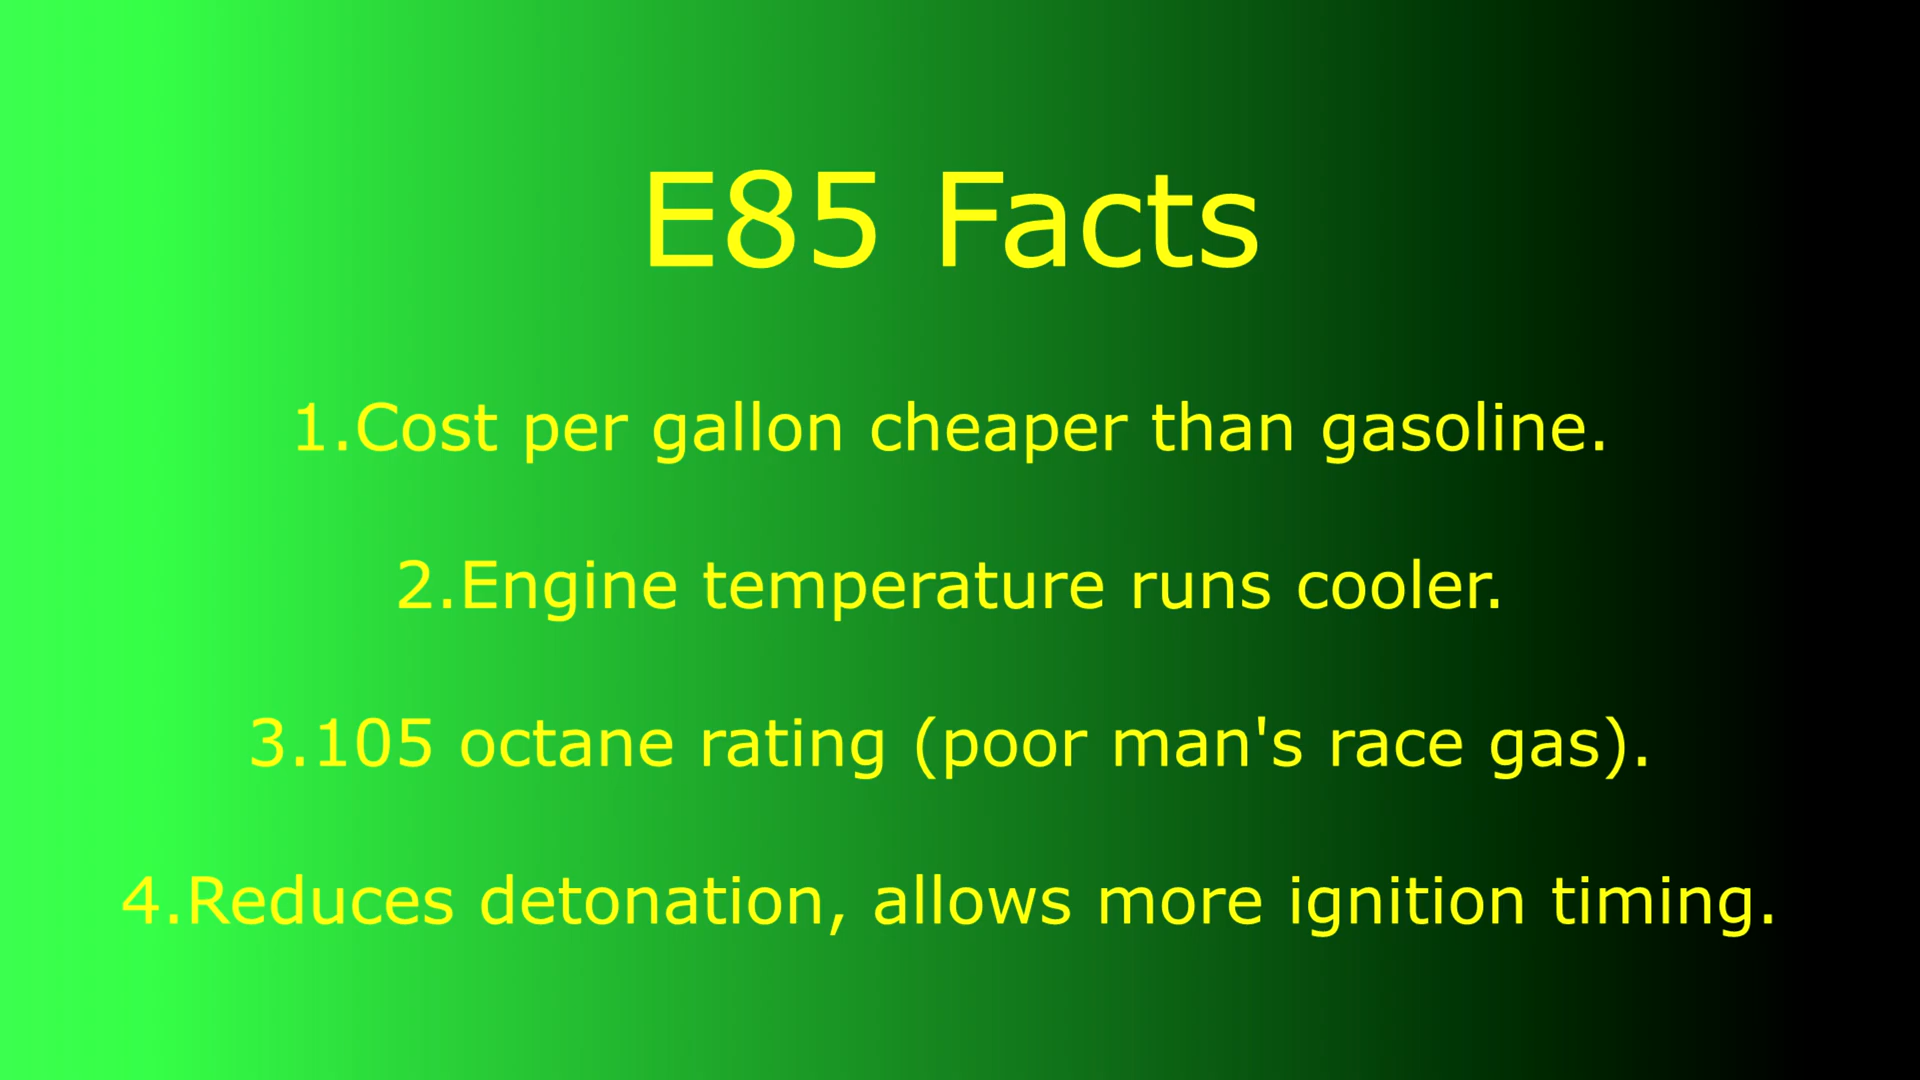 E85 Facts
1.Cost per gallon cheaper than gasoline.
2.Engine temperature runs cooler.
3.105 octane rating (poor man's race gas).
4.Reduces detonation, allows more ignition timing.